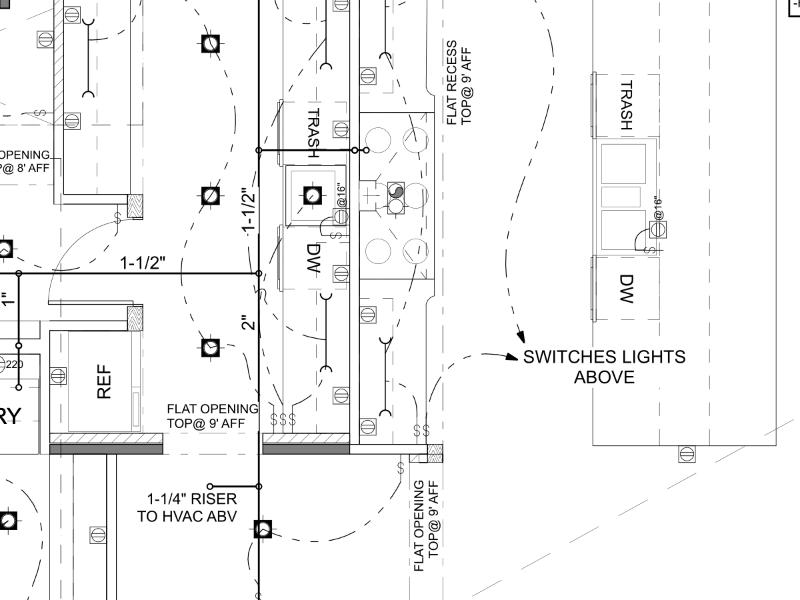 FLAT RECESS
TOP@ 9' AFF
TRASH
TRASH
OPENING
P@ 8' AFF
@16"
@16"
1-1/2"
1-1/2"
DW
DW
1"
2"
SWITCHES LIGHTS
ABOVE
220
REF
RY
FLAT OPENING
TOP@ 9' AFF
1-1/4" RISER
TO HVAC ABV
FLAT OPENING
TOP@ 9' AFF